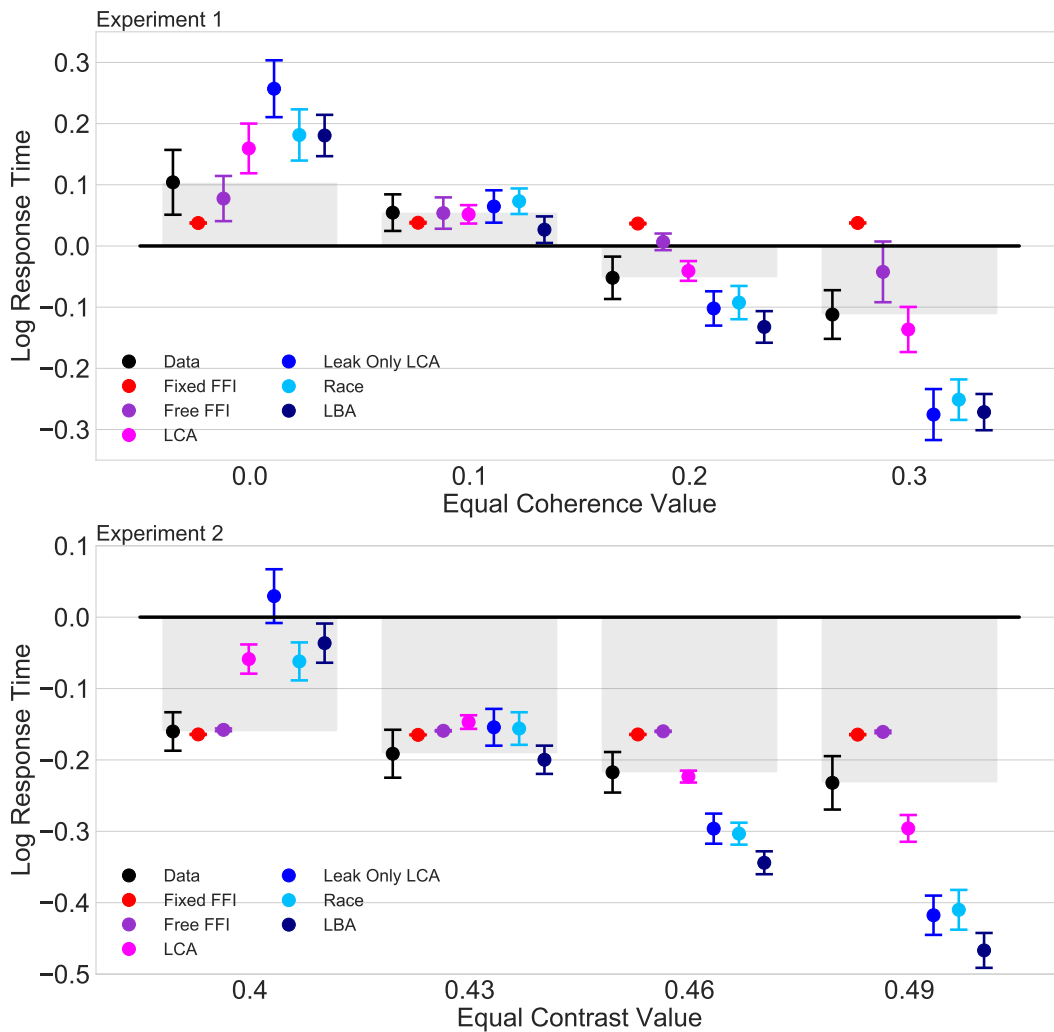 Experiment 1
Log Response Time
0.3
0.2
0.1
0.0
−0.1
−0.2
−0.3
Data
Fixed FFI
Free FFI
LCA
Leak Only LCA
Race
LBA
0.0 0.1 0.2 0.3
Equal Coherence Value
Experiment 2
Log Response Time
0.1
0.0
−0.1
−0.2
−0.3
−0.4
−0.5
Data
Fixed FFI
Free FFI
LCA
Leak Only LCA
Race
LBA
0.4 0.43 0.46 0.49
Equal Contrast Value